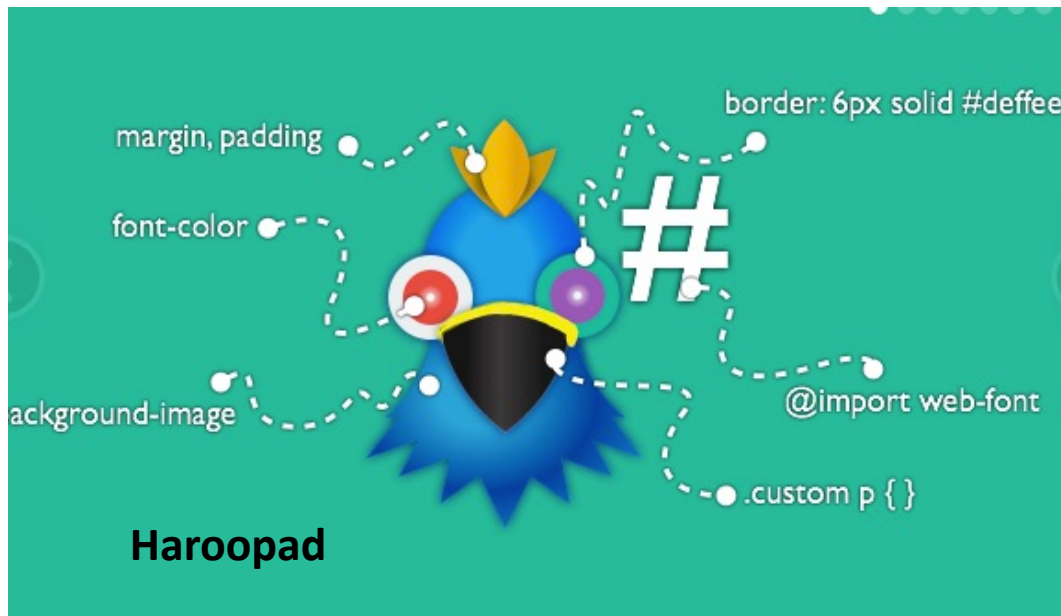 border: 6px solid #deffee
margin, padding
font-color
#
ackground-image
@import web-font
.custom p { }
Haroopad